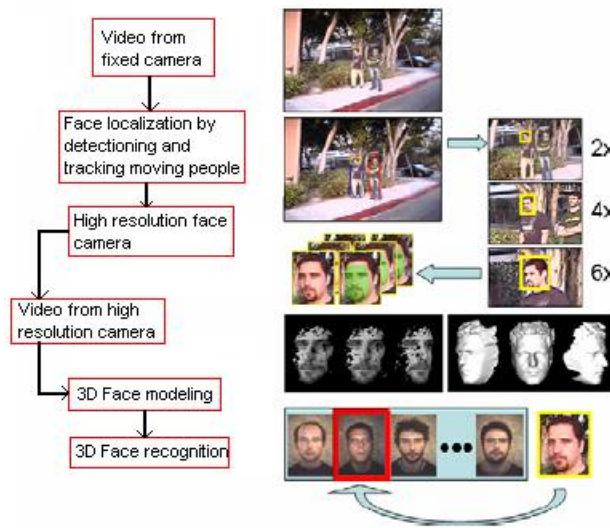 Video from
fixed camera
Face localization by
detectioning and
tracking moving people
High resolution face
camera
Video from high
resolution camera
3D Face modeling
3D Face recognition
2x
4x
6x